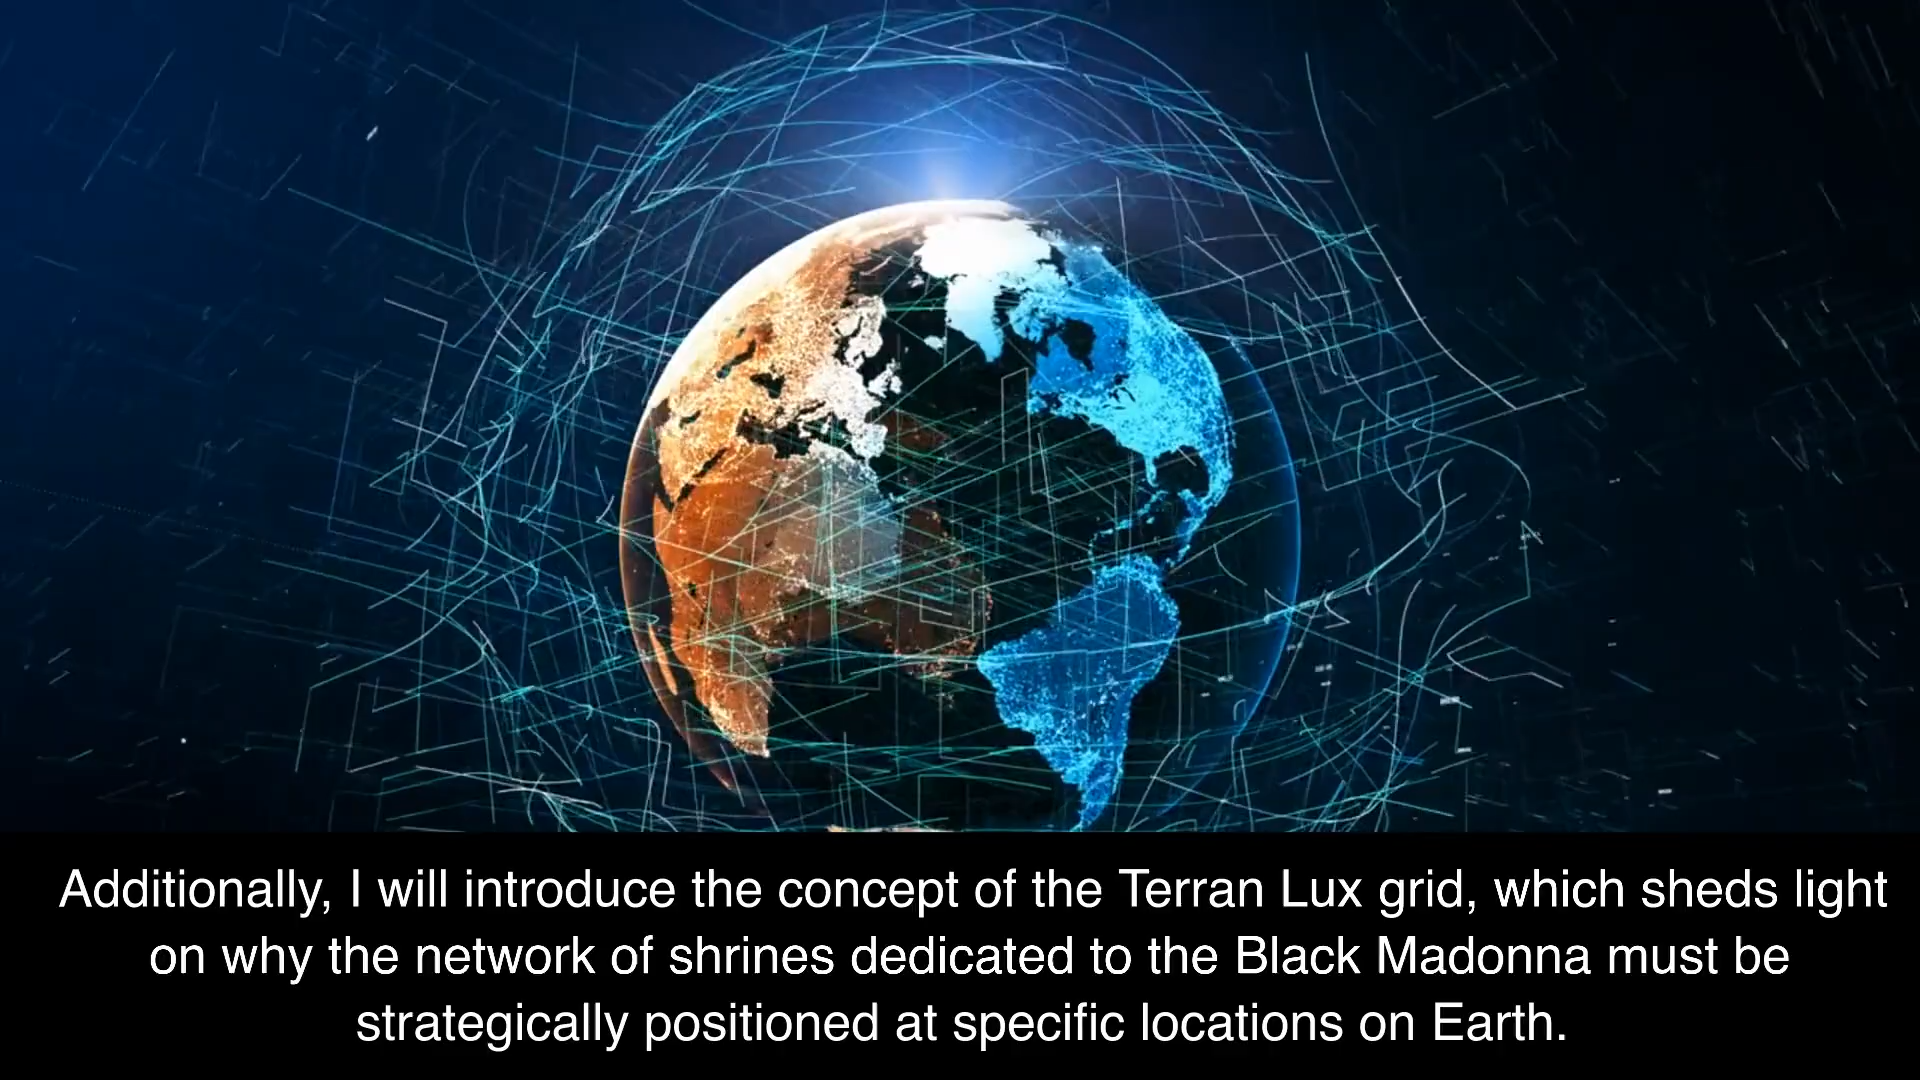 Additionally, I will introduce the concept of the Terran Lux grid, which sheds light
on why the network of shrines dedicated to the Black Madonna must be
strategically positioned at specific locations on Earth.